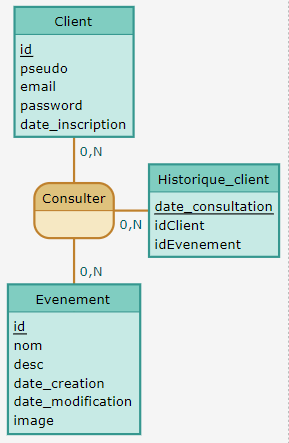 Client
id
pseudo
email
password
date_inscription
0,N
Consulter
0,N
Historique_client
date_consultation
idClient
idEvenement
0,N
Evenement
id
nom
desc
date_creation
date_modification
image